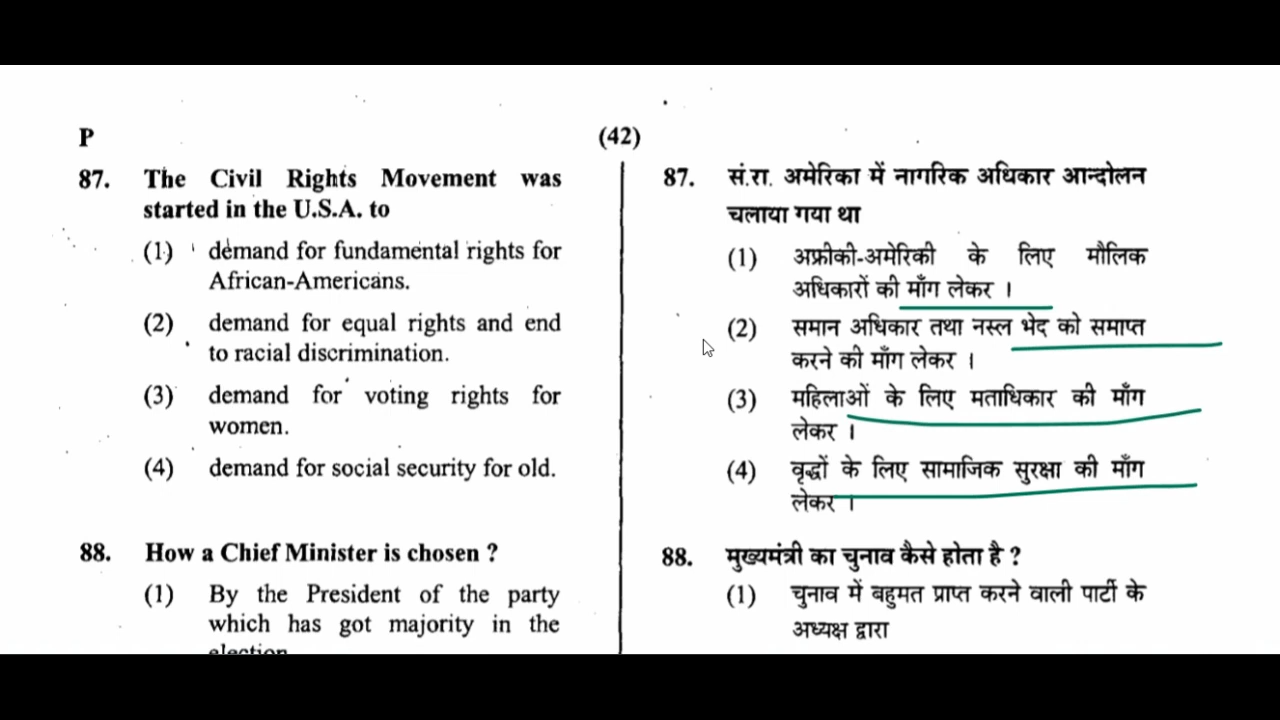 P
(42)
87. The Civil Rights Movement was
started in the U.S.A. to
(1) demand for fundamental rights for
African-Americans.
(2) demand for equal rights and end
to racial discrimination.
(3) demand for voting rights for
women.
(4) demand for social security for old.
88. How a Chief Minister is chosen ?
(1) By the President of the party
which has got majority in the
election
87. सं.रा. अमेरिका में नागरिक अधिकार आन्दोलन
चलाया गया था
(1) अफ्रीकी-अमेरिकी के लिए मौलिक
अधिकारों की माँग लेकर ।
(2) समान अधिकार तथा नस्ल भेद को समाप्त
करने की माँग लेकर ।
(3) महिलाओं के लिए मताधिकार की माँग
लेकर ।
(4) वृद्धों के लिए सामाजिक सुरक्षा की माँग
लेकर ।
88. मुख्यमंत्री का चुनाव कैसे होता है ?
(1) चुनाव में बहुमत प्राप्त करने वाली पार्टी के
अध्यक्ष द्वारा